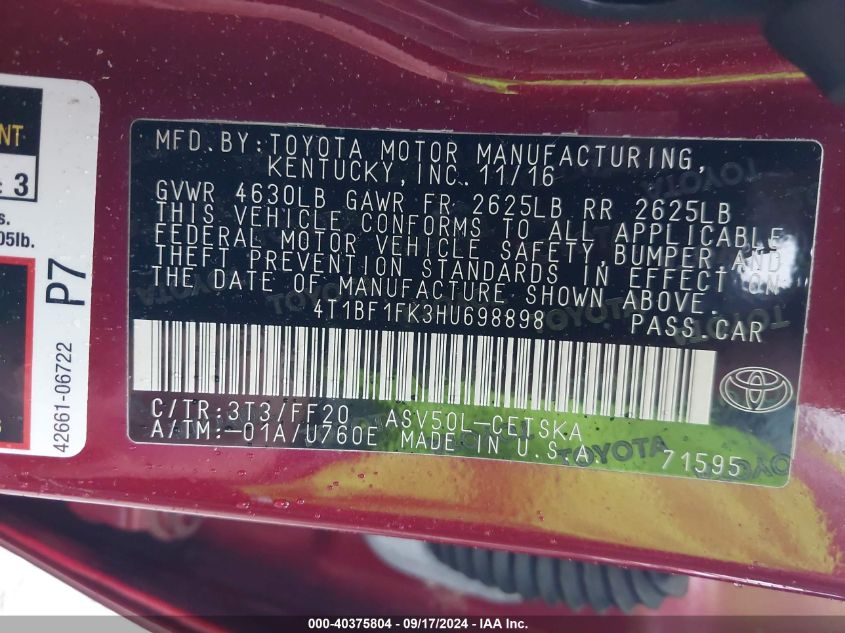 MFD.BY:TOYOTA MOTOR MANUFACTURING,
KENTUCKY, INC. 11/16
GVWR 4630LB GAWR FR 2625LB RR 2625LB
THIS VEHICLE CONFORMS TO ALL APPLICABLE
FEDERAL MOTOR VEHICLE SAFETY, BUMPER AND
THEFT PREVENTION STANDARDS IN EFFECT ON
THE DATE OF MANUFACTURE SHOWN ABOVE.
4T1BF1FK3HU698898 PASS.CAR
C/TR:3T3/FF20 ASV50L-CETSKA
A/TM:-01A/U760E MADE IN U.S.A.
71595
TOYOTA
3
05lb.
P7
42661-06722
000-40375804 - 09/17/2024 - IAA Inc.